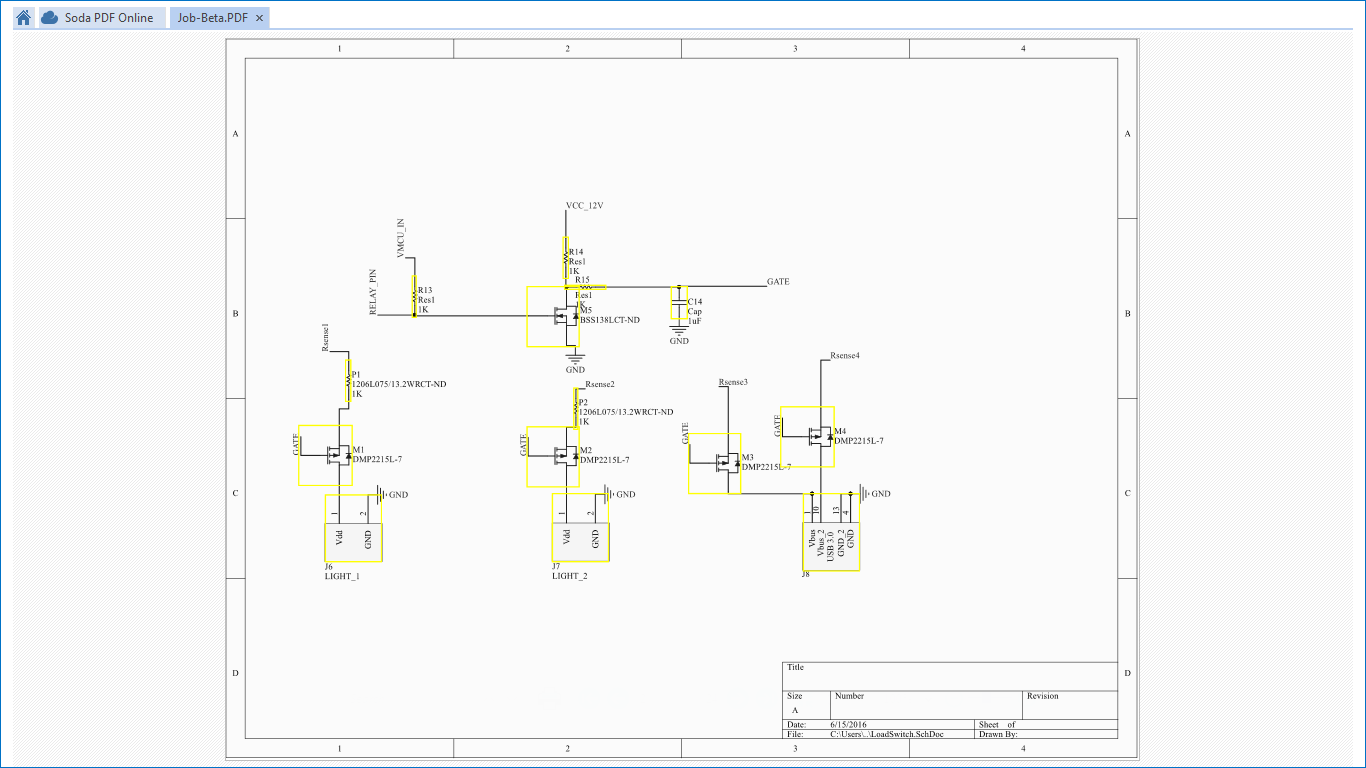 Soda PDF Online
Job-Beta.PDF ×
1 2 3 4
A A
VCC_12V
VMCU_IN
R14
Res1
1K
RELAY_PIN
R13
Res1
1K
R15
Res1
1K
GATE
C14
Cap
1uF
GND
B B
M5
BSS138LCT-ND
GND
Rsense1
P1
1206L075/13.2WRCT-ND
1K
Rsense2
P2
1206L075/13.2WRCT-ND
1K
Rsense3
Rsense4
GATE
M1
DMP2215L-7
GATE
M2
DMP2215L-7
GATE
M3
DMP2215L-7
GATE
M4
DMP2215L-7
C C
GND
1 2
Vdd GND
J6
LIGHT_1
GND
1 2
Vdd GND
J7
LIGHT_2
GND
1 10 13 4
Vbus
Vbus_2
USB 3.0
GND_2
GND
J8
D D
Title
Size Number Revision
A
Date: 6/15/2016 Sheet of
File: C:\Users\..\LoadSwitch.SchDoc Drawn By:
1 2 3 4